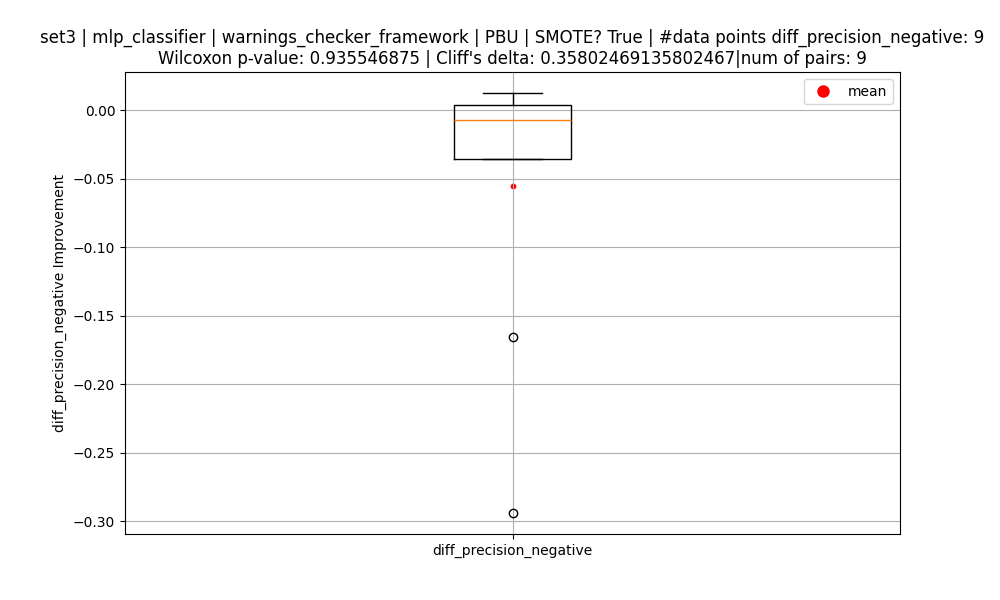 set3 | mlp_classifier | warnings_checker_framework | PBU | SMOTE? True | #data points diff_precision_negative: 9
Wilcoxon p-value: 0.935546875 | Cliff's delta: 0.35802469135802467|num of pairs: 9
mean
0.00
−0.05
−0.10
−0.15
−0.20
−0.25
−0.30
diff_precision_negative Improvement
diff_precision_negative